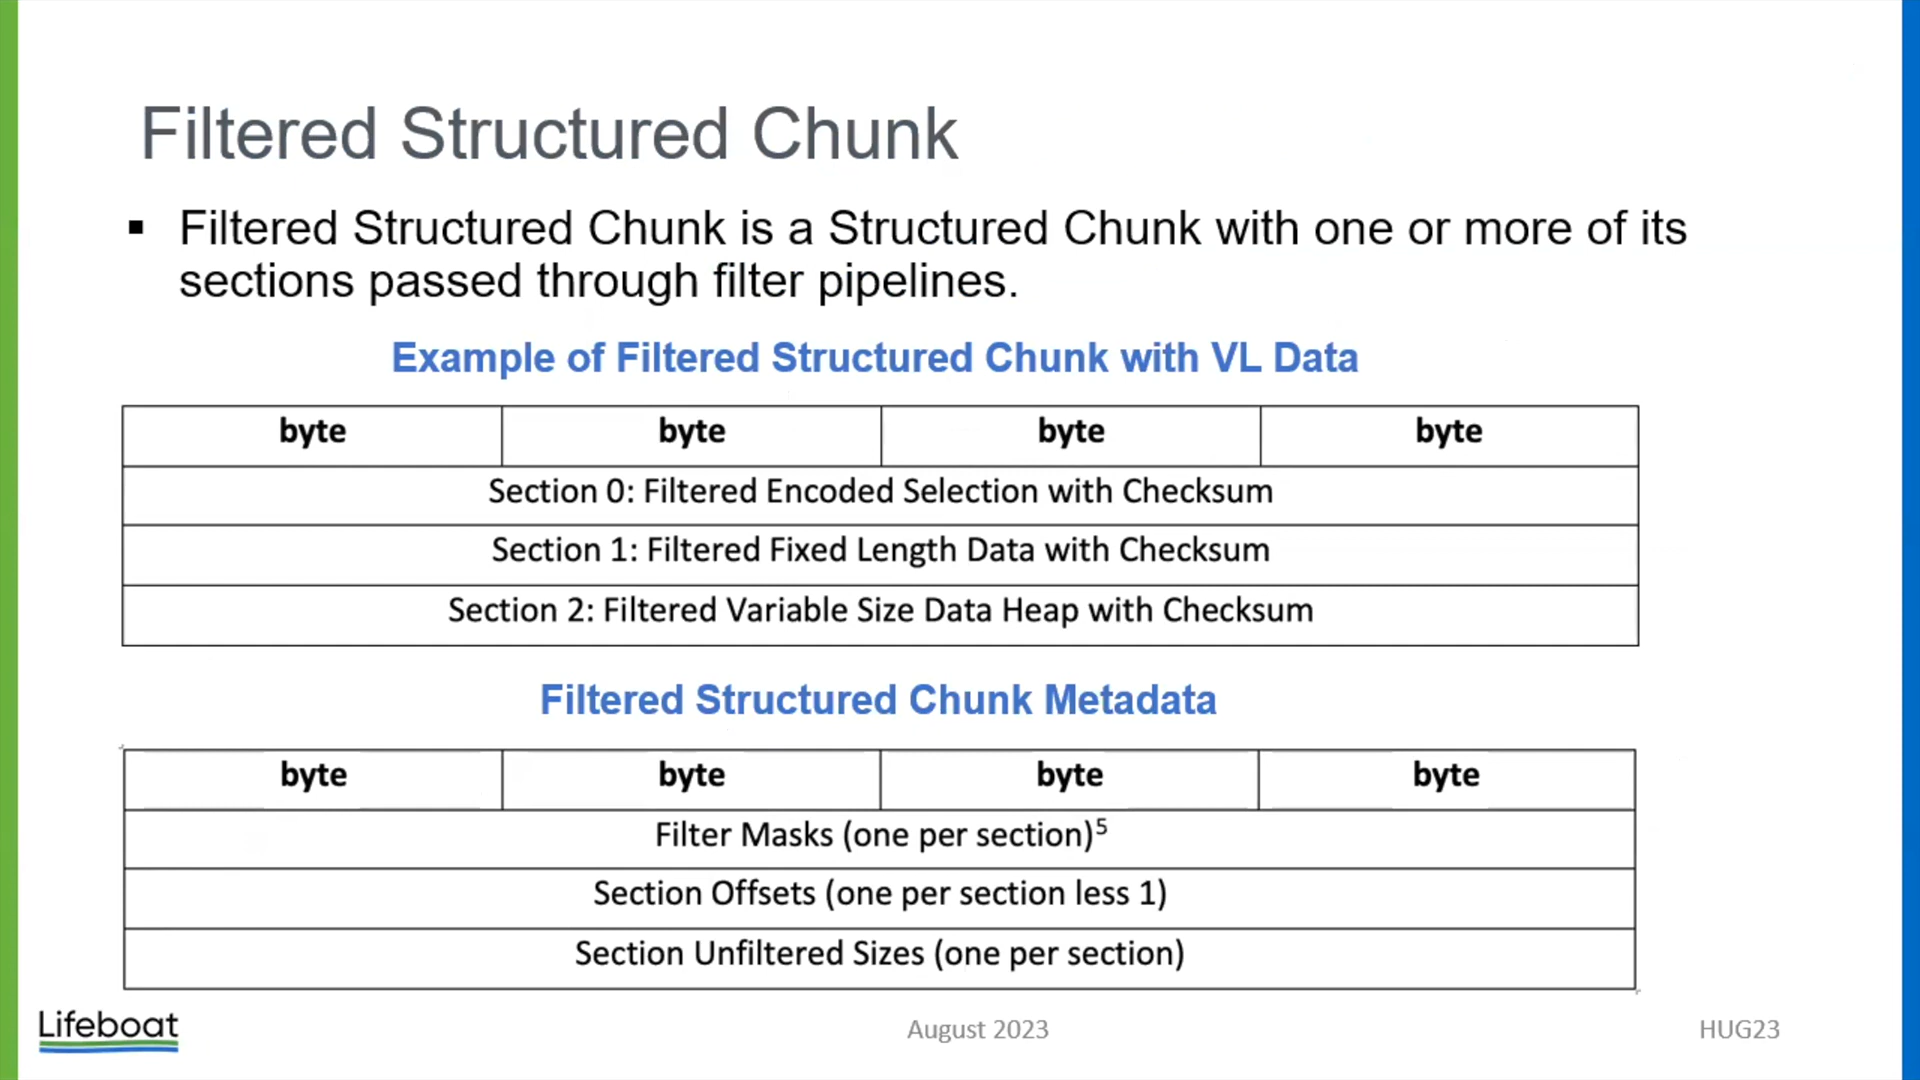 Filtered Structured Chunk
▪ Filtered Structured Chunk is a Structured Chunk with one or more of its
sections passed through filter pipelines.
Example of Filtered Structured Chunk with VL Data
byte byte byte byte
Section 0: Filtered Encoded Selection with Checksum
Section 1: Filtered Fixed Length Data with Checksum
Section 2: Filtered Variable Size Data Heap with Checksum
Filtered Structured Chunk Metadata
byte byte byte byte
Filter Masks (one per section)⁵
Section Offsets (one per section less 1)
Section Unfiltered Sizes (one per section)
Lifeboat August 2023 HUG23